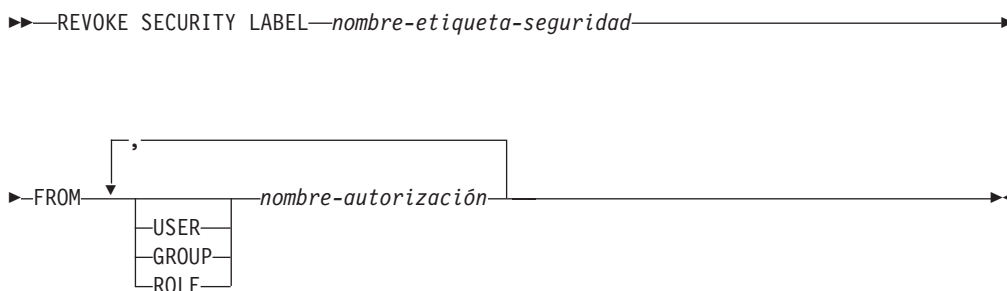 REVOKE SECURITY LABEL nombre-etiqueta-seguridad
,
FROM nombre-autorización
USER
GROUP
ROLE